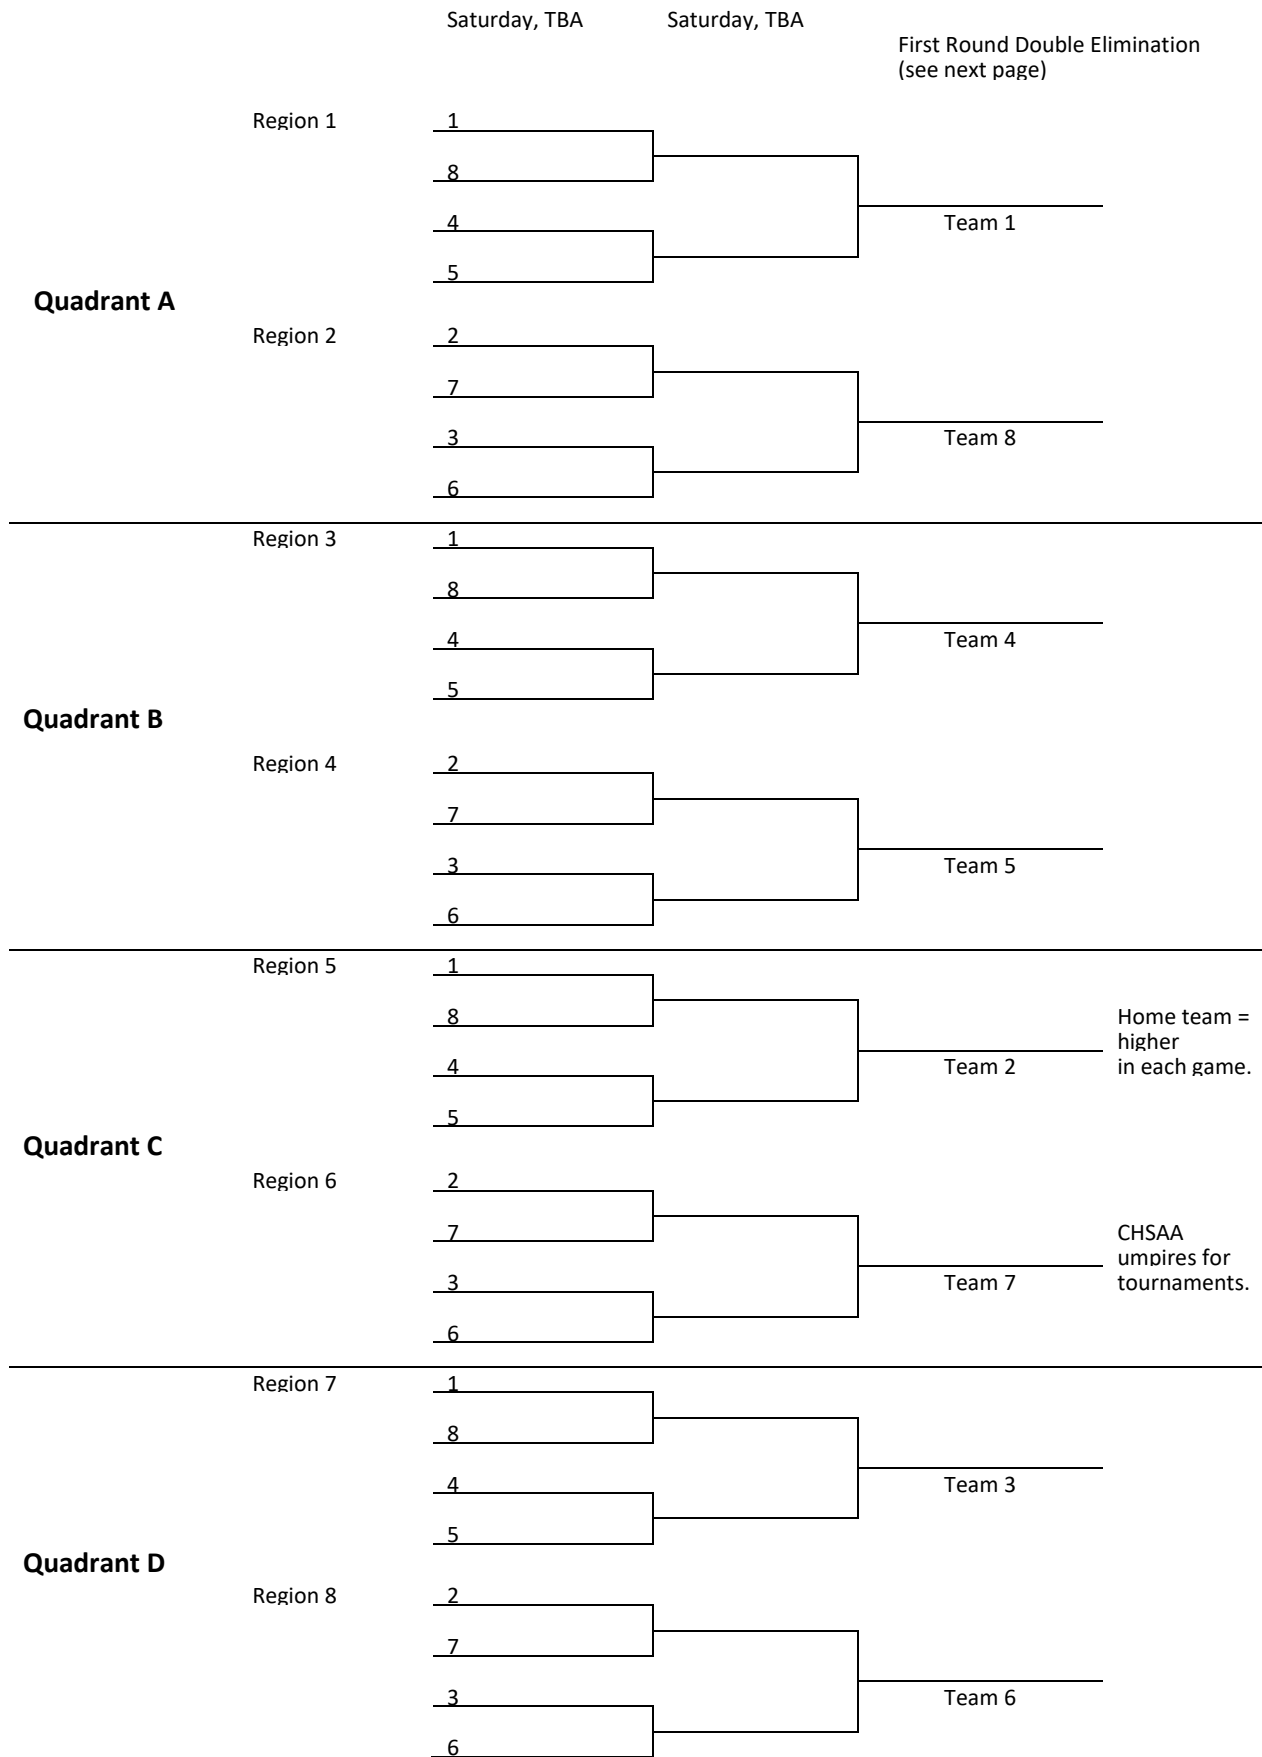 Saturday, TBA Saturday, TBA
First Round Double Elimination
(see next page)
Region 1 1
8
Team 1
4
5
Quadrant A
Region 2 2
7
Team 8
3
6
Region 3 1
8
Team 4
4
5
Quadrant B
Region 4 2
7
Team 5
3
6
Region 5 1
8
Home team =
higher
in each game.
Team 2
4
5
Quadrant C
Region 6 2
7
CHSAA
umpires for
tournaments.
Team 7
3
6
Region 7 1
8
Team 3
4
5
Quadrant D
Region 8 2
7
Team 6
3
6